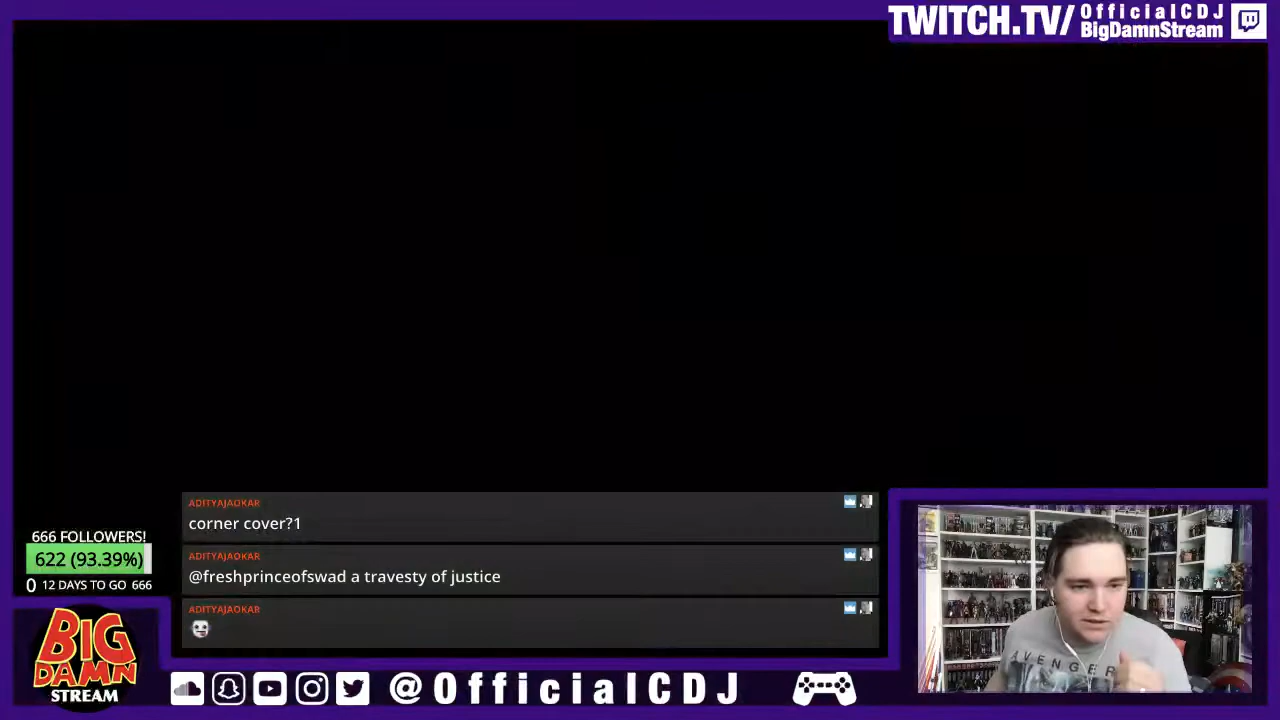 TWITCH.TV/ OfficialCDJ
BigDamnStream
ADITYAJAOKAR
corner cover?1
ADITYAJAOKAR
@freshprinceofswad a travesty of justice
ADITYAJAOKAR
666 FOLLOWERS!
622 (93.39%)
0 12 DAYS TO GO 666
BIG
DAMN
STREAM
@OfficialCDJ
AVENGER